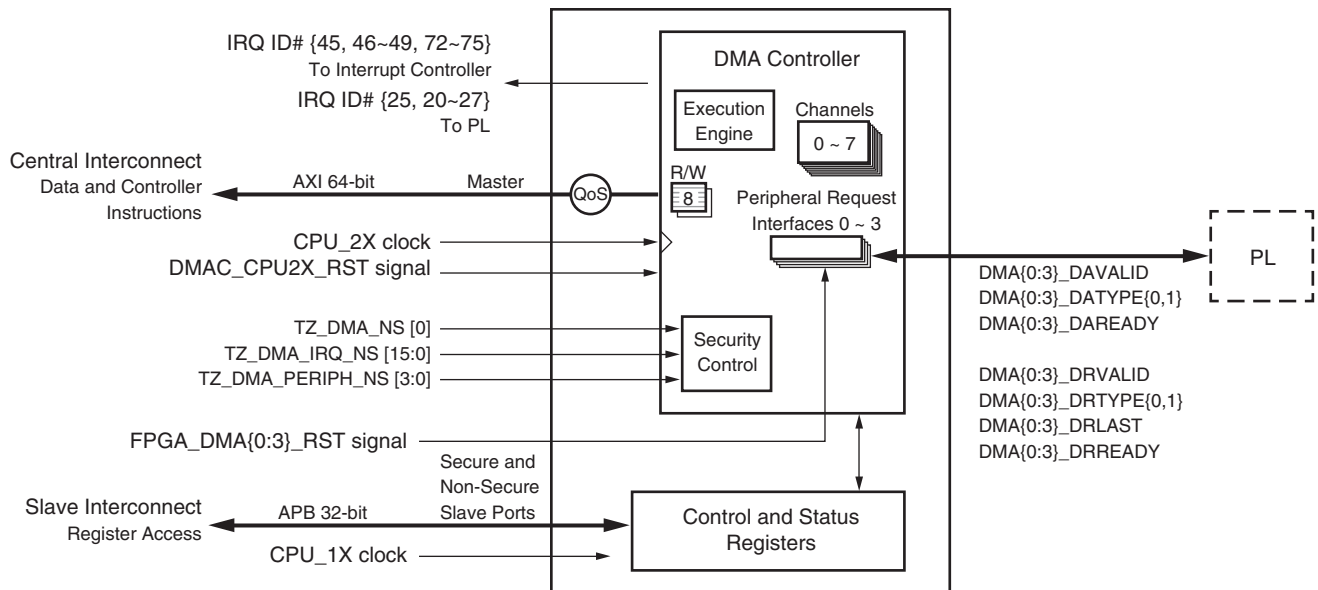 IRQ ID# {45, 46~49, 72~75}
To Interrupt Controller
IRQ ID# {25, 20~27}
To PL
DMA Controller
Execution
Engine
Channels
0 ~ 7
Central Interconnect
Data and Controller
Instructions
AXI 64-bit
Master
QoS
R/W
8
Peripheral Request
Interfaces 0 ~ 3
CPU_2X clock
DMAC_CPU2X_RST signal
PL
DMA{0:3}_DAVALID
DMA{0:3}_DATYPE{0,1}
DMA{0:3}_DAREADY
TZ_DMA_NS [0]
TZ_DMA_IRQ_NS [15:0]
TZ_DMA_PERIPH_NS [3:0]
Security
Control
DMA{0:3}_DRVALID
DMA{0:3}_DRTYPE{0,1}
DMA{0:3}_DRLAST
DMA{0:3}_DRREADY
FPGA_DMA{0:3}_RST signal
Secure and
Non-Secure
Slave Ports
Slave Interconnect
Register Access
APB 32-bit
Control and Status
Registers
CPU_1X clock